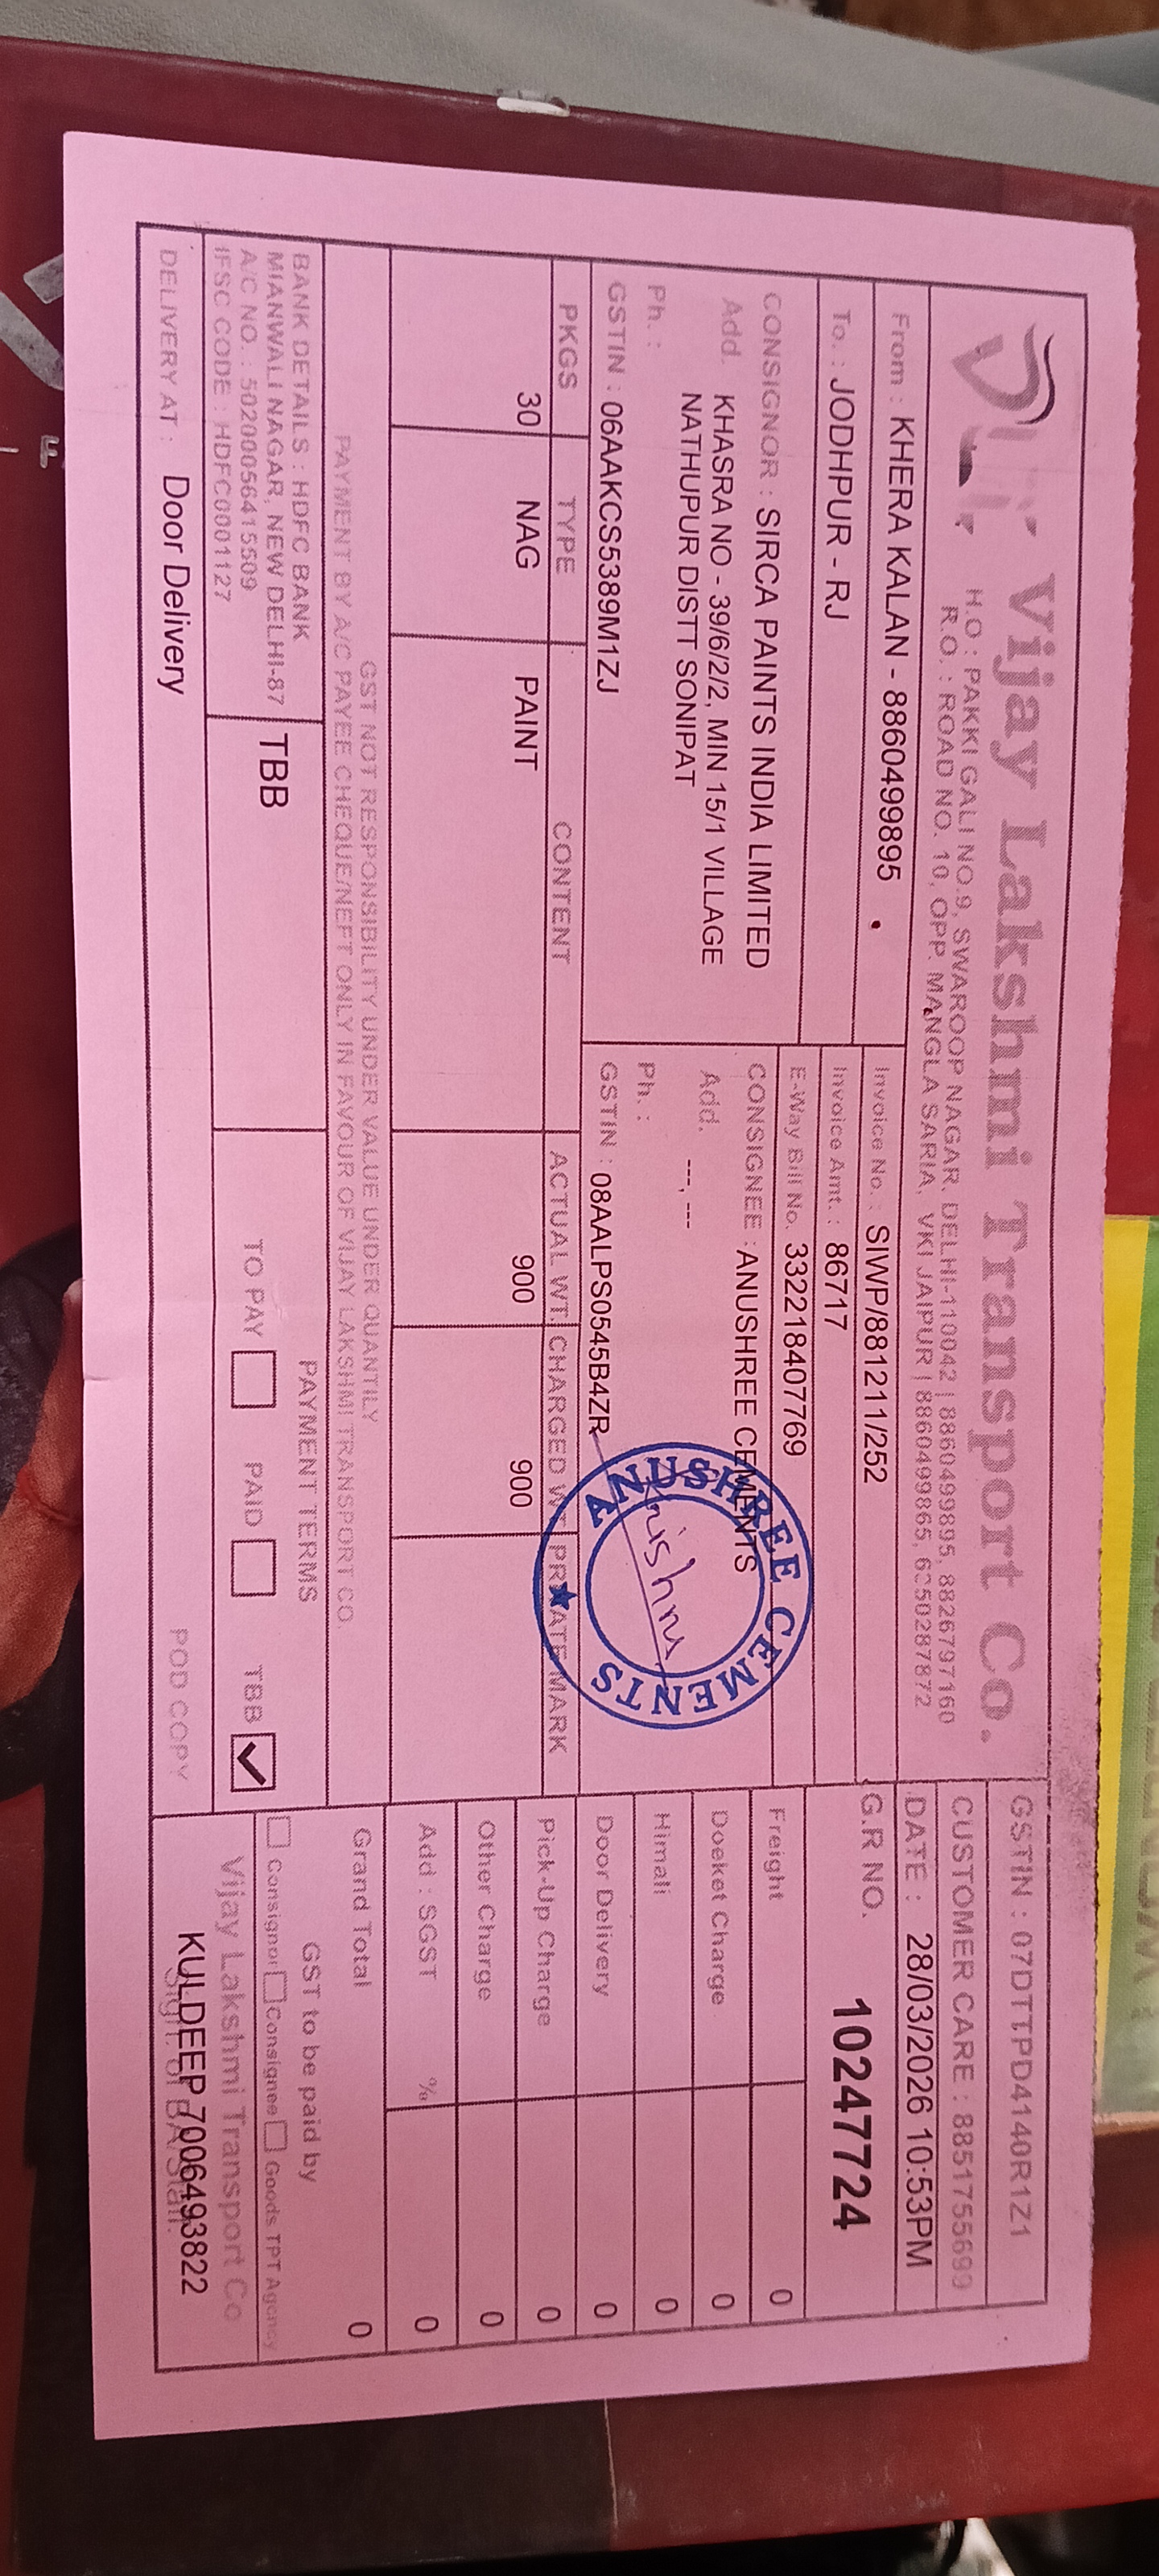 Vijay Lakshmi Transport Co.
H.O : PAKKI GALI NO.9, SWAROOP NAGAR, DELHI-110042 | 8860499895, 8826797160
R.O. : ROAD NO. 10, OPP. MANGLA SARIA, VKI JAIPUR | 8860499865,
GSTIN : 07DTTPD4140R1Z1
CUSTOMER CARE : 8851755699
DATE : 28/03/2026 10:53PM
G.R NO. 10247724
From : KHERA KALAN - 8860499895
To. : JODHPUR - RJ
Invoice No. : SIWP/881211/252
Invoice Amt. : 86717
E-Way Bill No. 332218407769
CONSIGNOR : SIRCA PAINTS INDIA LIMITED
Add. KHASRA NO - 39/6/2/2, MIN 15/1 VILLAGE
NATHUPUR DISTT SONIPAT
Ph. :
GSTIN : 06AAKCS5389M1ZJ
CONSIGNEE : ANUSHREE CEMENTS
Add. ---, ---
Ph. :
GSTIN : 08AALPS0545B4ZR
ANUSHREE CEMENTS
PKGS TYPE CONTENT ACTUAL WT. CHARGED WT PRIVATE MARK
30 NAG PAINT 900 900
Freight 0
Docket Charge 0
Himali 0
Door Delivery 0
Pick-Up Charge 0
Other Charge 0
Add : SGST % 0
Grand Total 0
GST NOT RESPONSIBILITY UNDER VALUE UNDER QUANTILY
PAYMENT BY A/C PAYEE CHEQUE/NEFT ONLY IN FAVOUR OF VIJAY LAKSHMI TRANSPORT CO.
BANK DETAILS : HDFC BANK
MIANWALI NAGAR, NEW DELHI-87
A/C NO. : 50200056415509
IFSC CODE : HDFC0001127
TBB
PAYMENT TERMS
TO PAY PAID TBB
GST to be paid by
Consignor Consignee Goods TPT Agency
DELIVERY AT : Door Delivery
POD COPY
Vijay Lakshmi Transport Co
KULDEEP 7006493822